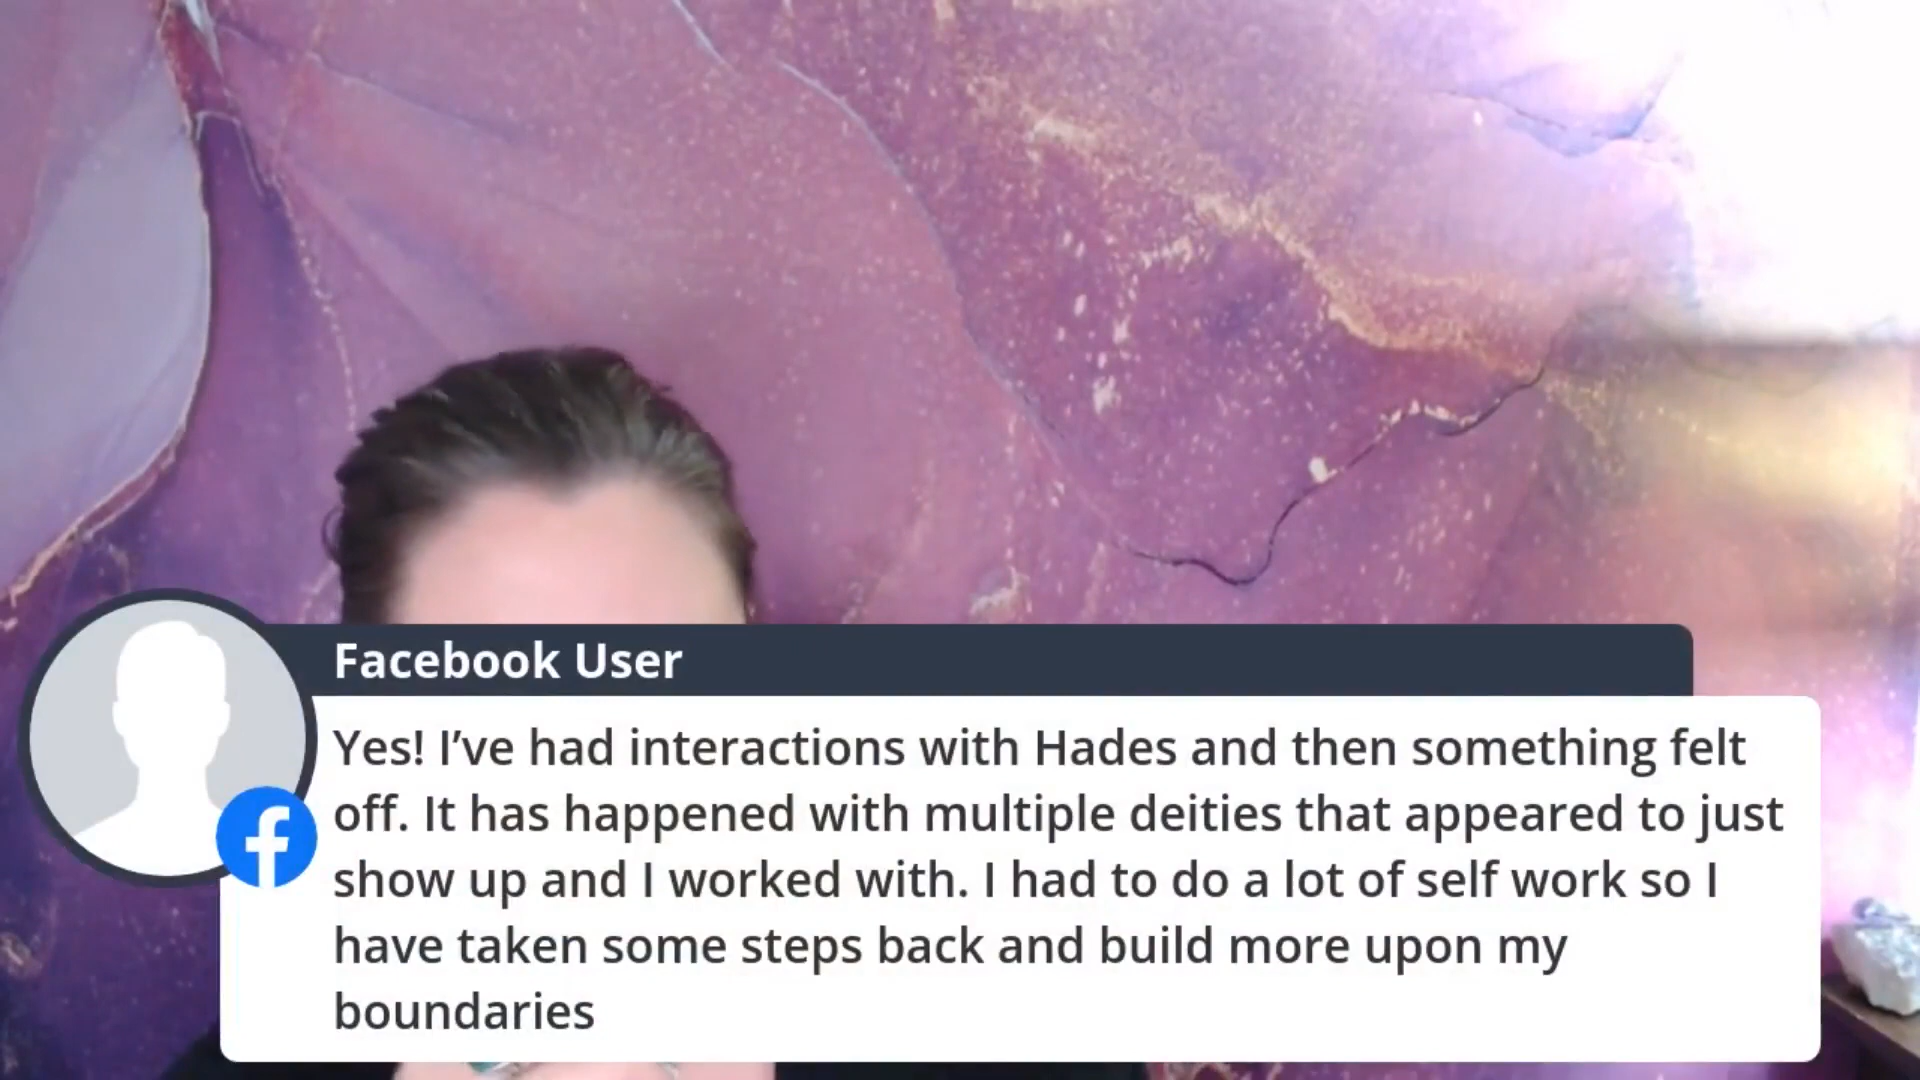 Facebook User
Yes! I’ve had interactions with Hades and then something felt
off. It has happened with multiple deities that appeared to just
show up and I worked with. I had to do a lot of self work so I
have taken some steps back and build more upon my
boundaries